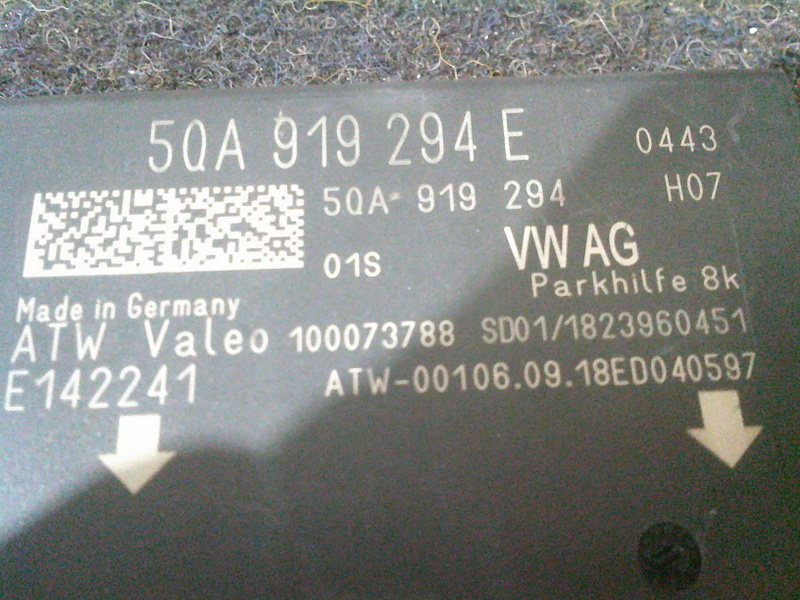 5QA 919 294 E 0443
5QA 919 294 H07
01S VW AG
Parkhilfe 8k
Made in Germany
ATW Valeo 100073788 SD01/1823960451
E142241 ATW-00106.09.18ED040597